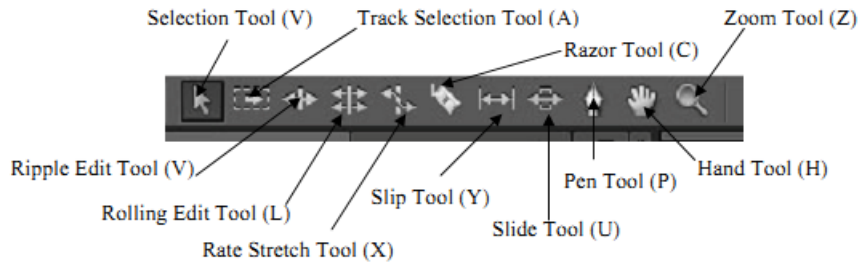 Selection Tool (V)
Track Selection Tool (A)
Zoom Tool (Z)
Razor Tool (C)
Ripple Edit Tool (V)
Hand Tool (H)
Pen Tool (P)
Slip Tool (Y)
Rolling Edit Tool (L)
Slide Tool (U)
Rate Stretch Tool (X)